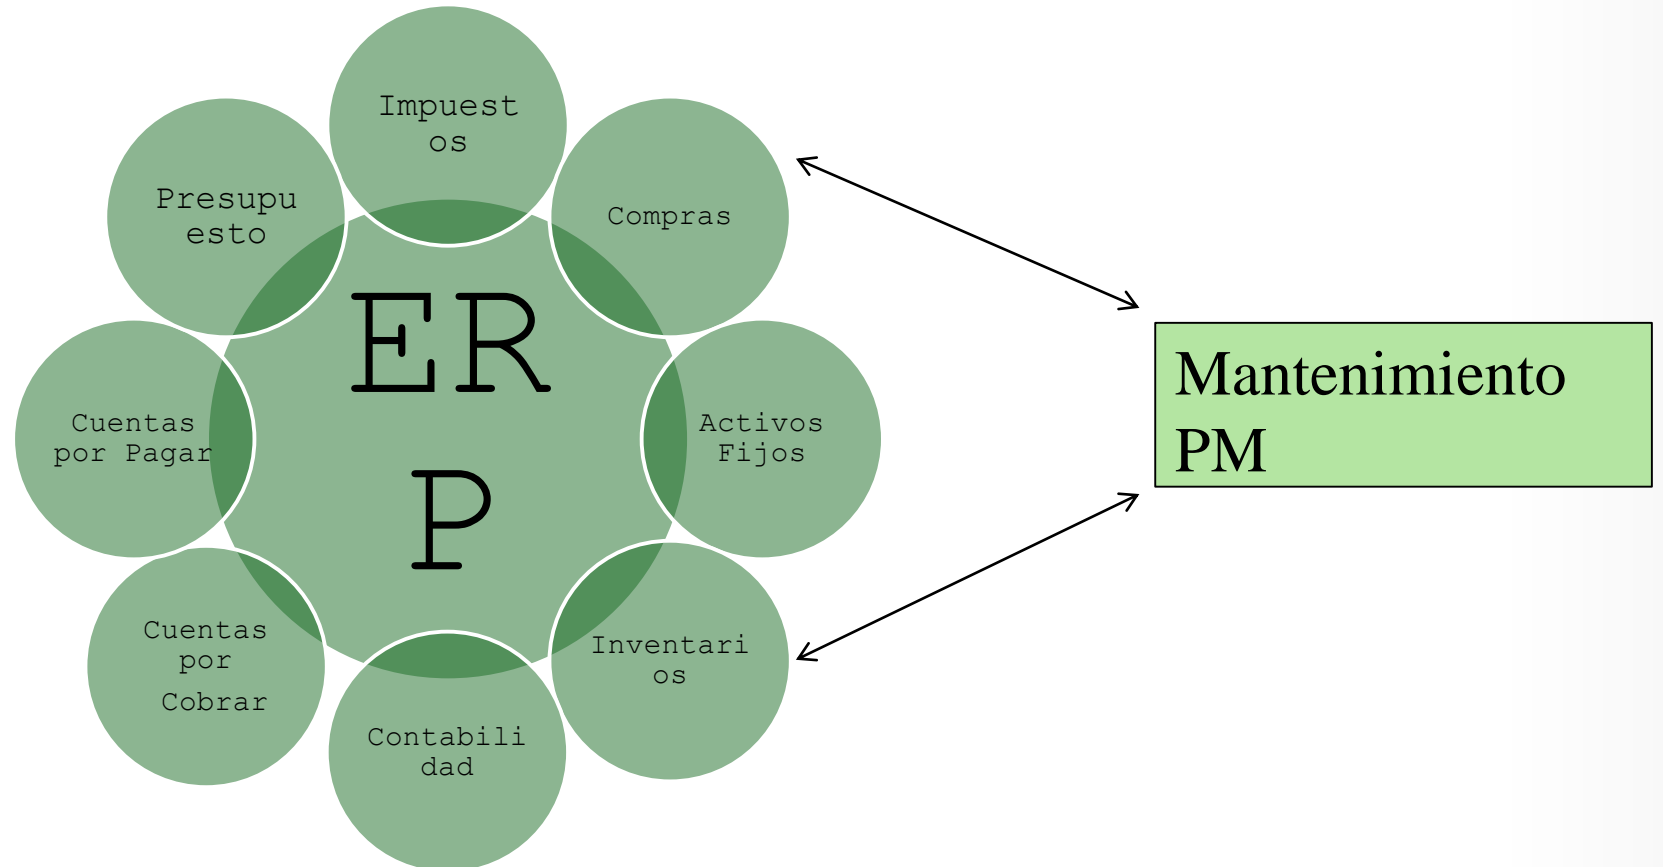 Impuest
os
Presupu
esto
Compras
ER
P
Cuentas
por Pagar
Activos
Fijos
Mantenimiento
PM
Cuentas
por
Cobrar
Inventari
os
Contabili
dad